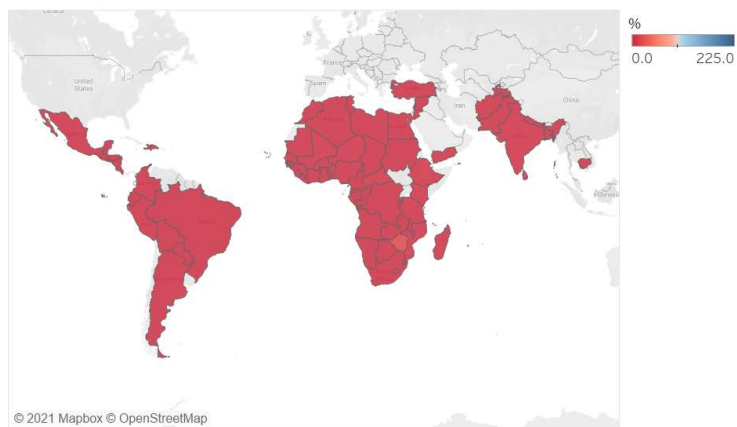 Canada
%
0.0 225.0
United
States
France
Spain
Iran
China
Indonesia
© 2021 Mapbox © OpenStreetMap